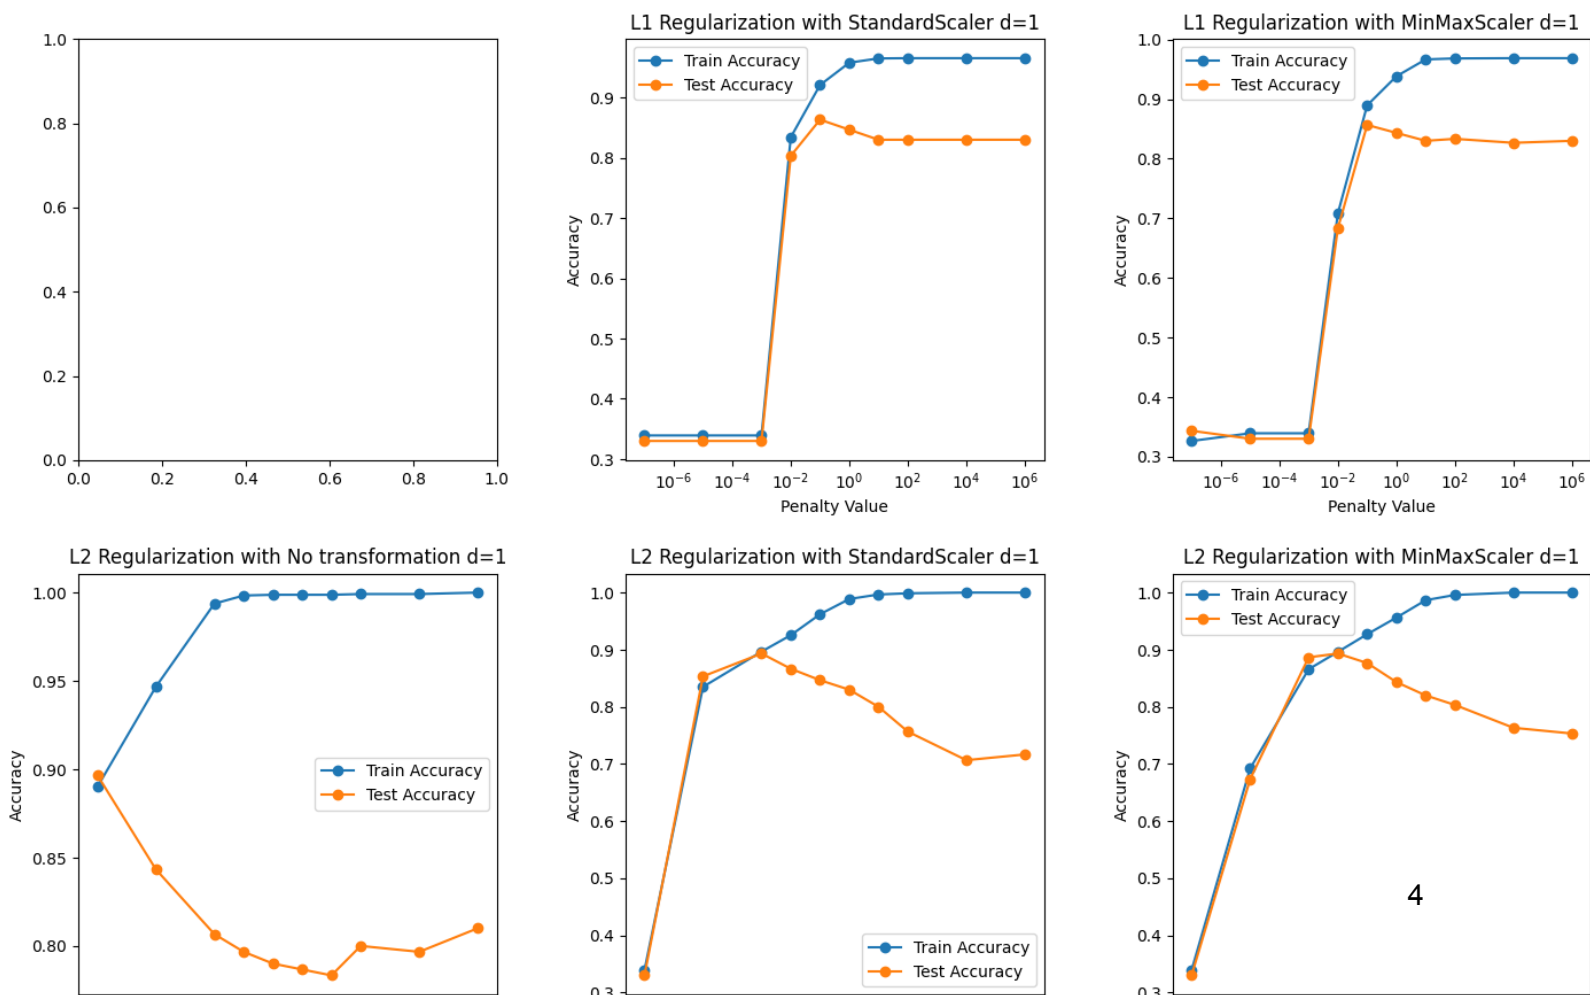 1.0
0.8
0.6
0.4
0.2
0.0
0.0 0.2 0.4 0.6 0.8 1.0
L1 Regularization with StandardScaler d=1
Train Accuracy
Test Accuracy
Accuracy
0.9
0.8
0.7
0.6
0.5
0.4
0.3
10⁻⁶ 10⁻⁴ 10⁻² 10⁰ 10² 10⁴ 10⁶
Penalty Value
L1 Regularization with MinMaxScaler d=1
Train Accuracy
Test Accuracy
Accuracy
1.0
0.9
0.8
0.7
0.6
0.5
0.4
0.3
10⁻⁶ 10⁻⁴ 10⁻² 10⁰ 10² 10⁴ 10⁶
Penalty Value
L2 Regularization with No transformation d=1
Accuracy
1.00
0.95
0.90
0.85
0.80
Train Accuracy
Test Accuracy
L2 Regularization with StandardScaler d=1
Accuracy
1.0
0.9
0.8
0.7
0.6
0.5
0.4
0.3
Train Accuracy
Test Accuracy
L2 Regularization with MinMaxScaler d=1
Train Accuracy
Test Accuracy
Accuracy
1.0
0.9
0.8
0.7
0.6
0.5
0.4
0.3
4